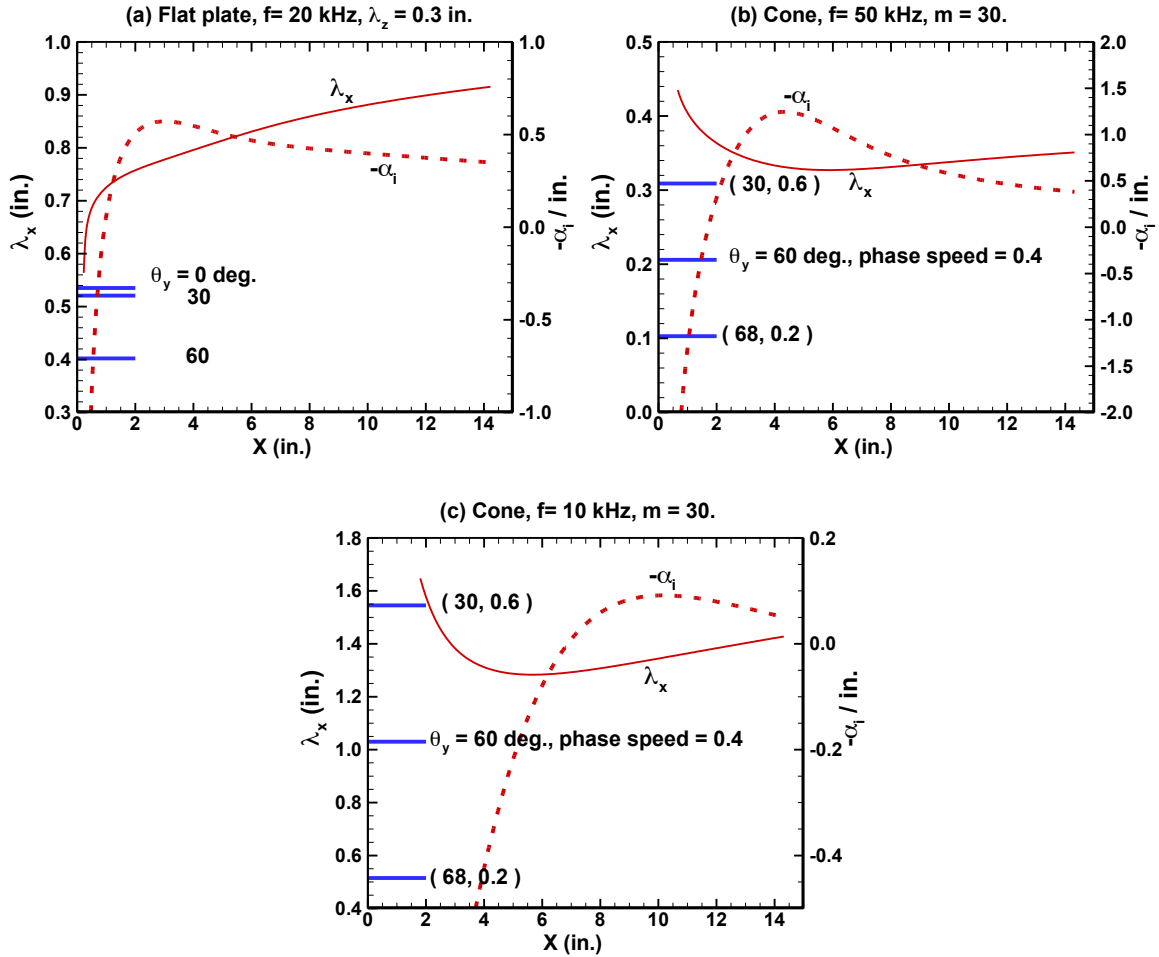 (a) Flat plate, f= 20 kHz, λz = 0.3 in.
1.0
0.9
0.8
0.7
0.6
0.5
0.4
0.3
λx (in.)
λx
-αi
θy = 0 deg.
30
60
1.0
0.5
0.0
-0.5
-1.0
-αi / in.
0 2 4 6 8 10 12 14
X (in.)
(b) Cone, f= 50 kHz, m = 30.
0.5
0.4
0.3
0.2
0.1
0.0
λx (in.)
-αi
( 30, 0.6 )
λx
θy = 60 deg., phase speed = 0.4
( 68, 0.2 )
2.0
1.5
1.0
0.5
0.0
-0.5
-1.0
-1.5
-2.0
-αi / in.
0 2 4 6 8 10 12 14
X (in.)
(c) Cone, f= 10 kHz, m = 30.
1.8
1.6
1.4
1.2
1.0
0.8
0.6
0.4
λx (in.)
-αi
( 30, 0.6 )
λx
θy = 60 deg., phase speed = 0.4
( 68, 0.2 )
0.2
0.0
-0.2
-0.4
-αi / in.
0 2 4 6 8 10 12 14
X (in.)